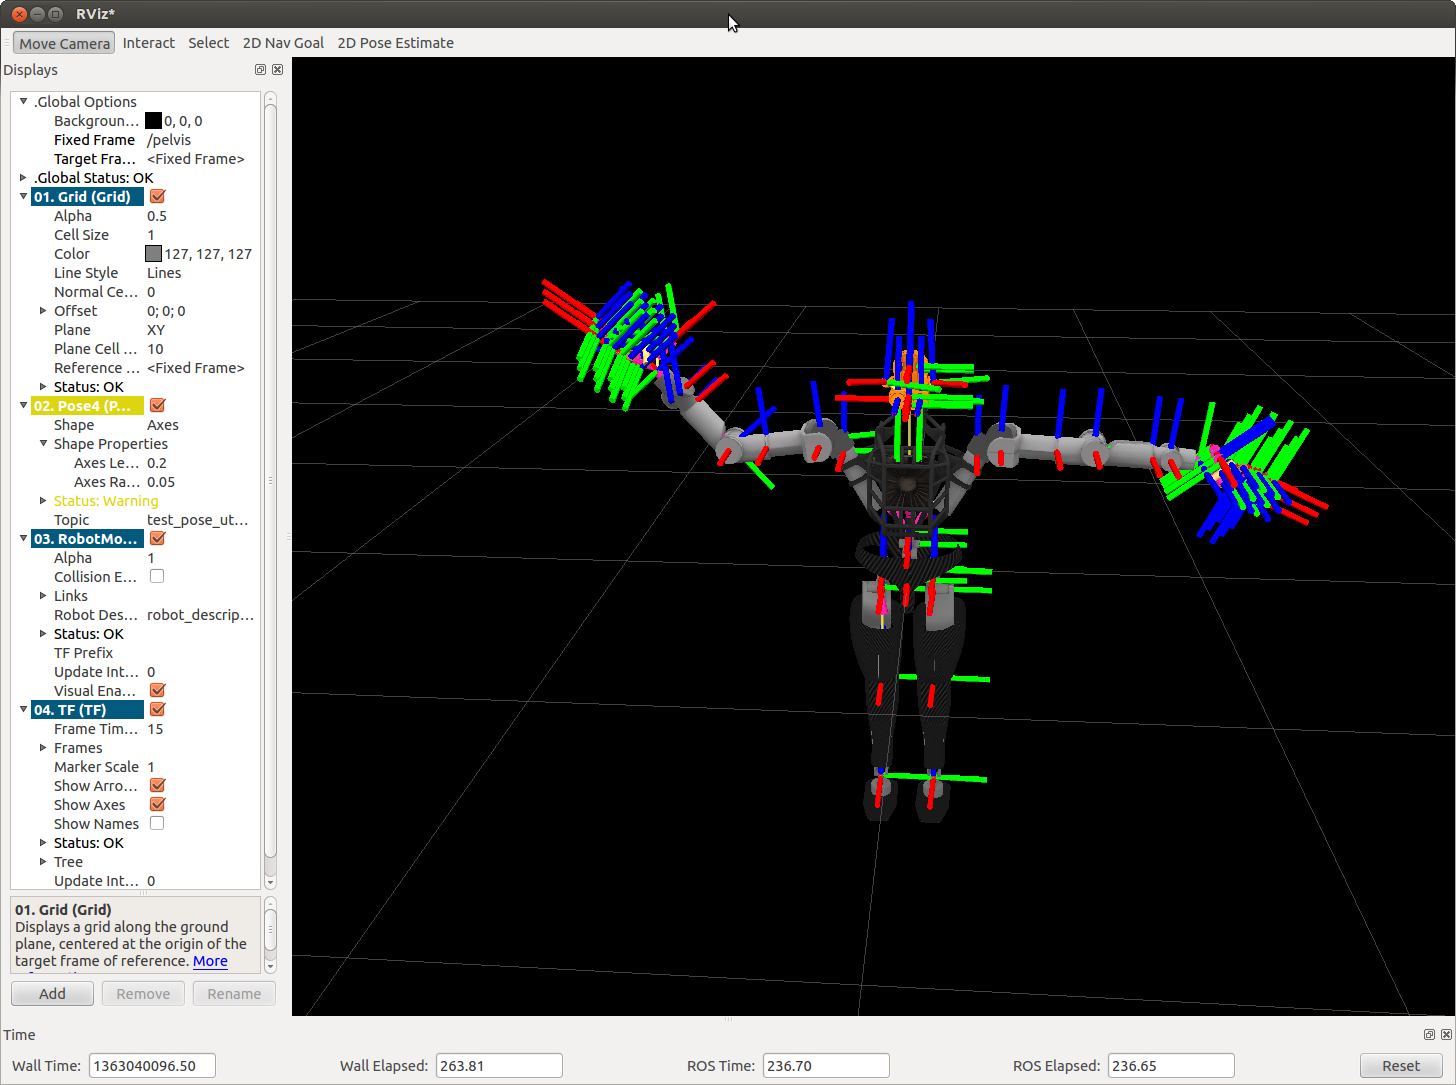 RViz*
Move Camera Interact Select 2D Nav Goal 2D Pose Estimate
Displays
.Global Options
Backgroun... 0, 0, 0
Fixed Frame /pelvis
Target Fra... <Fixed Frame>
.Global Status: OK
01. Grid (Grid)
Alpha 0.5
Cell Size 1
Color 127, 127, 127
Line Style Lines
Normal Ce... 0
Offset 0; 0; 0
Plane XY
Plane Cell ... 10
Reference ... <Fixed Frame>
Status: OK
02. Pose4 (P...
Shape Axes
Shape Properties
Axes Le... 0.2
Axes Ra... 0.05
Status: Warning
Topic test_pose_ut...
03. RobotMo...
Alpha 1
Collision E...
Links
Robot Des... robot_descrip...
Status: OK
TF Prefix
Update Int... 0
Visual Ena...
04. TF (TF)
Frame Tim... 15
Frames
Marker Scale 1
Show Arro...
Show Axes
Show Names
Status: OK
Tree
Update Int... 0
01. Grid (Grid)
Displays a grid along the ground
plane, centered at the origin of the
target frame of reference. More
Add Remove Rename
Time
Wall Time: 1363040096.50 Wall Elapsed: 263.81 ROS Time: 236.70 ROS Elapsed: 236.65 Reset